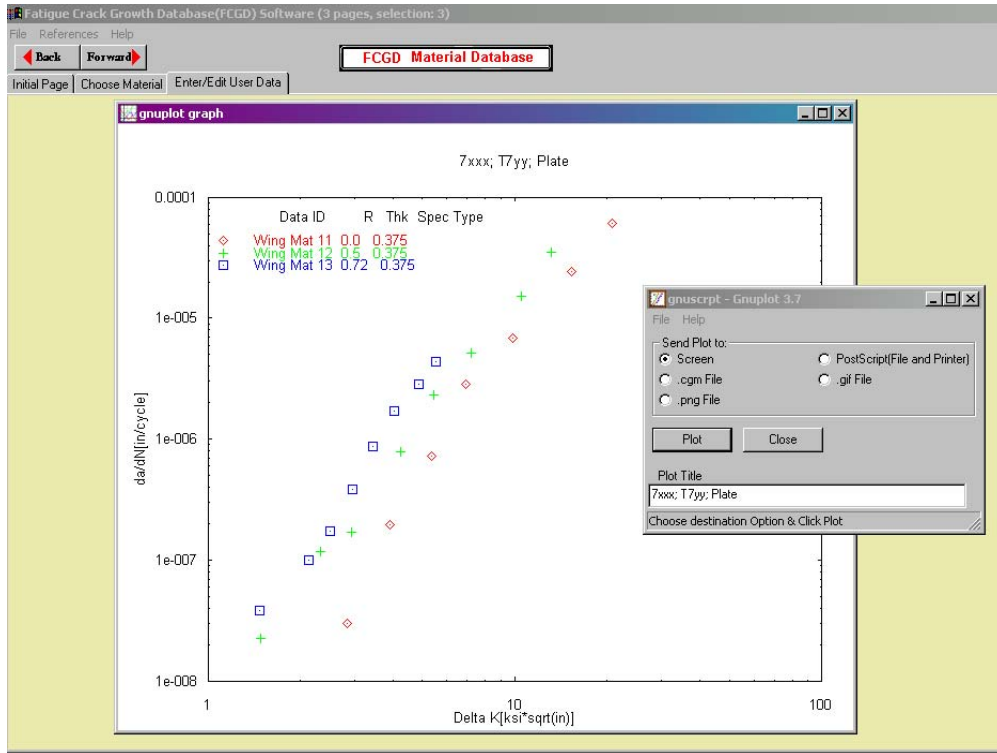 Fatigue Crack Growth Database(FCGD) Software (3 pages, selection: 3)
File References Help
Back Forward FCGD Material Database
Initial Page Choose Material Enter/Edit User Data
gnuplot graph
7xxx; T7yy; Plate
0.0001
Data ID R Thk Spec Type
Wing Mat 11 0.0 0.375
Wing Mat 12 0.5 0.375
Wing Mat 13 0.72 0.375
1e-005
1e-006
da/dN[in/cycle]
1e-007
1e-008
1 10 100
Delta K[ksi*sqrt(in)]
gnuscrpt - Gnuplot 3.7
File Help
Send Plot to:
Screen PostScript(File and Printer)
.cgm File .gif File
.png File
Plot Close
Plot Title
7xxx; T7yy; Plate
Choose destination Option & Click Plot